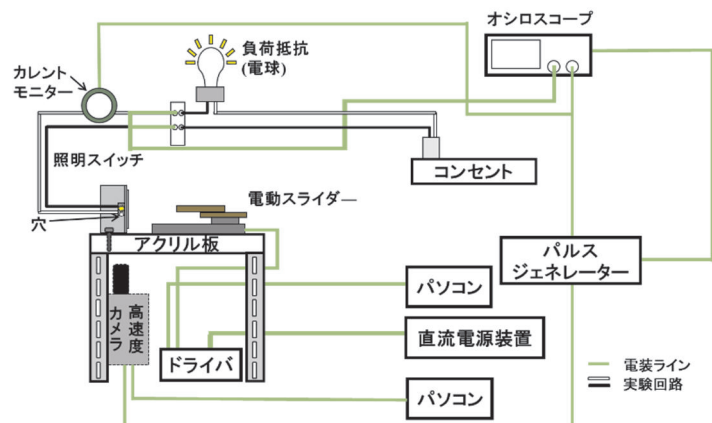 オシロスコープ
負荷抵抗
(電球)
カレント
モニター
照明スイッチ
コンセント
電動スライダ―
穴
アクリル板
パルス
ジェネレーター
高速度
カメラ
パソコン
ドライバ
直流電源装置
電装ライン
実験回路
パソコン